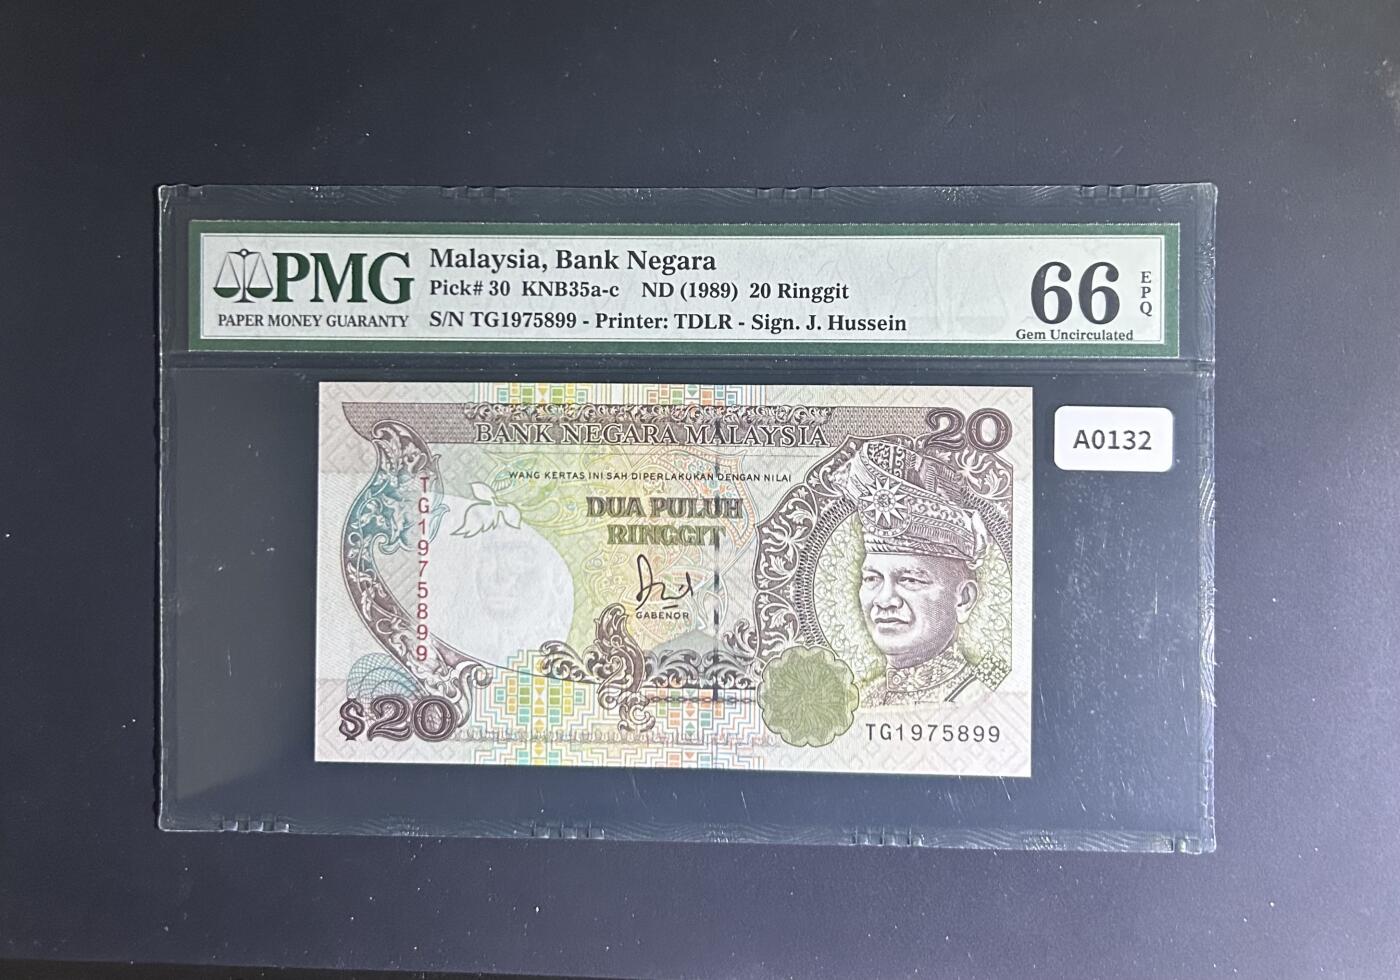 PMG
PAPER MONEY GUARANTY
Malaysia, Bank Negara
Pick# 30 KNB35a-c ND (1989) 20 Ringgit
S/N TG1975899 - Printer: TDLR - Sign. J. Hussein
66
EPQ
Gem Uncirculated
A0132
20
BANK NEGARA MALAYSIA
WANG KERTAS INI SAH DIPERLAKUKAN DENGAN NILAI
DUA PULUH
RINGGIT
TG1975899
GABENOR
$20
TG1975899